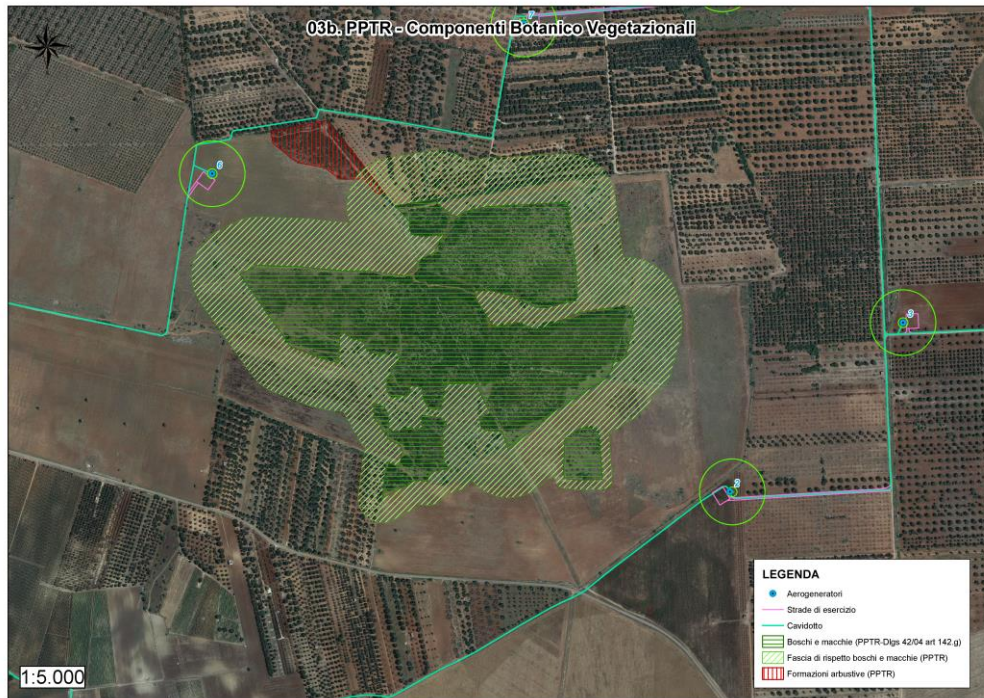 03b. PPTR - Componenti Botanico Vegetazionali
7
6
3
2
LEGENDA
Aerogeneratori
Strade di esercizio
Cavidotto
Boschi e macchie (PPTR-Dlgs 42/04 art 142.g)
Fascia di rispetto boschi e macchie (PPTR)
Formazioni arbustive (PPTR)
1:5.000